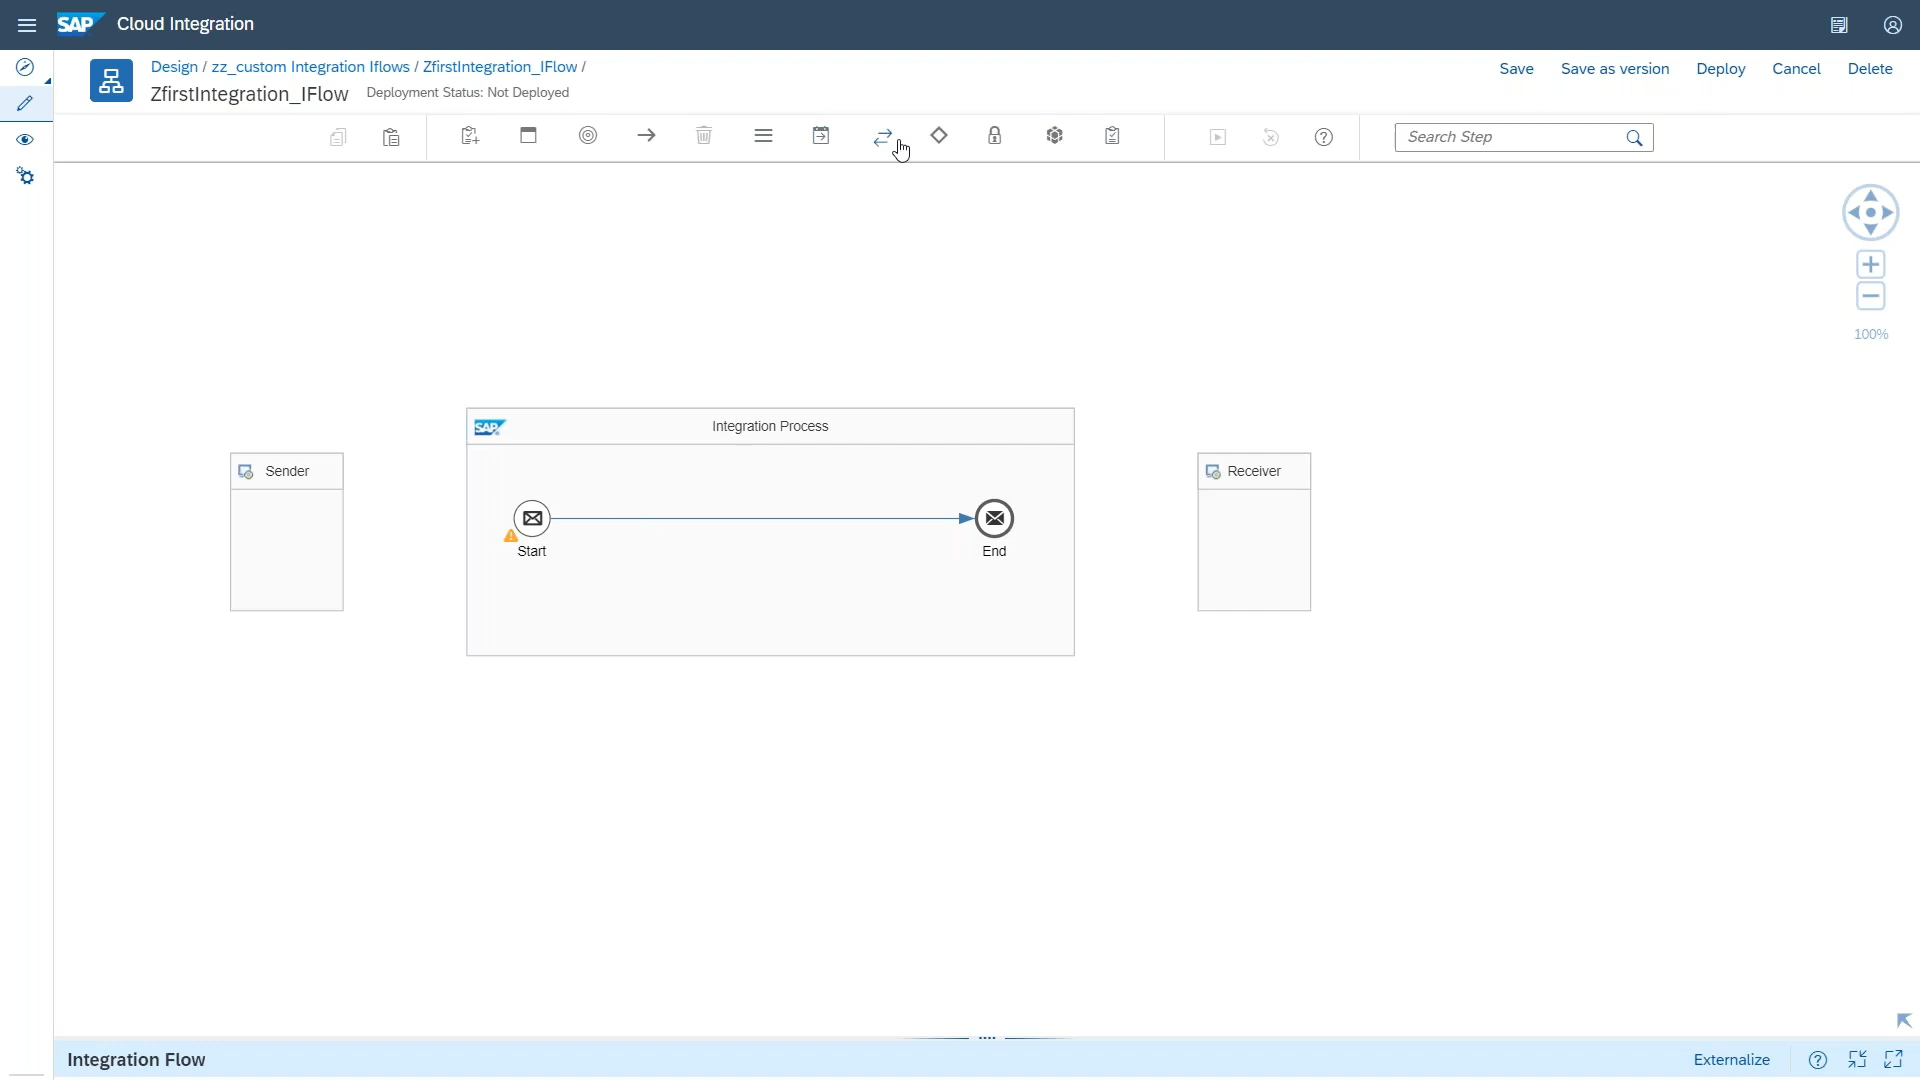 SAP Cloud Integration
Design / zz_custom Integration Iflows / ZfirstIntegration_IFlow /
ZfirstIntegration_IFlow Deployment Status: Not Deployed
Save Save as version Deploy Cancel Delete
Search Step
100%
SAP Integration Process
Sender
Receiver
Start
End
Integration Flow
Externalize